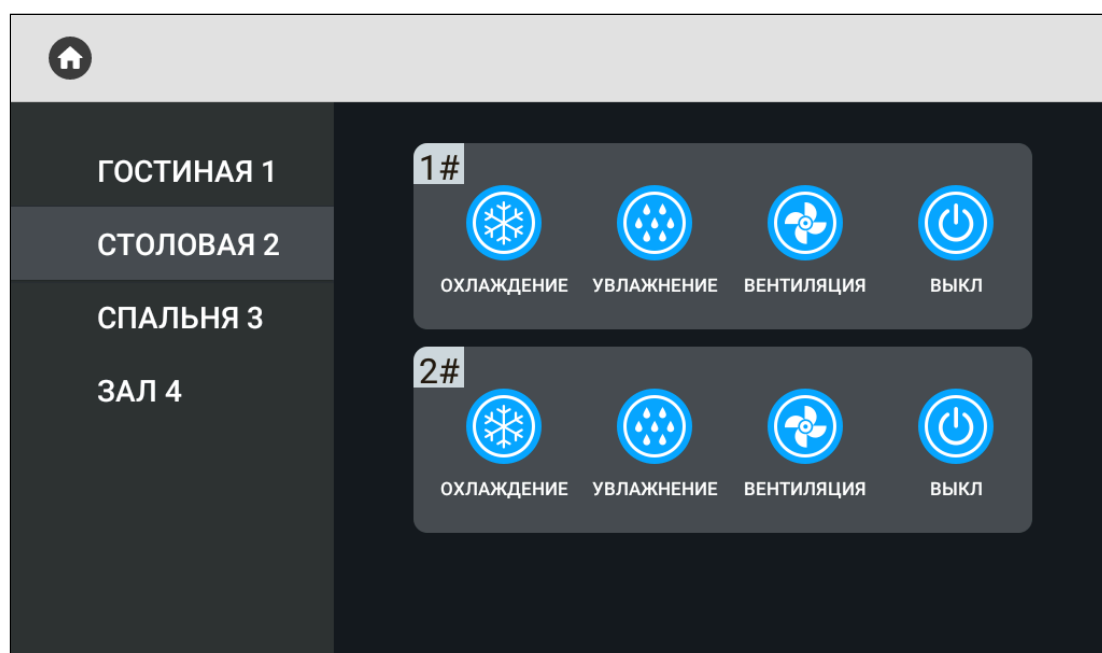 ГОСТИНАЯ 1
СТОЛОВАЯ 2
СПАЛЬНЯ 3
ЗАЛ 4
1#
ОХЛАЖДЕНИЕ УВЛАЖНЕНИЕ ВЕНТИЛЯЦИЯ ВЫКЛ
2#
ОХЛАЖДЕНИЕ УВЛАЖНЕНИЕ ВЕНТИЛЯЦИЯ ВЫКЛ